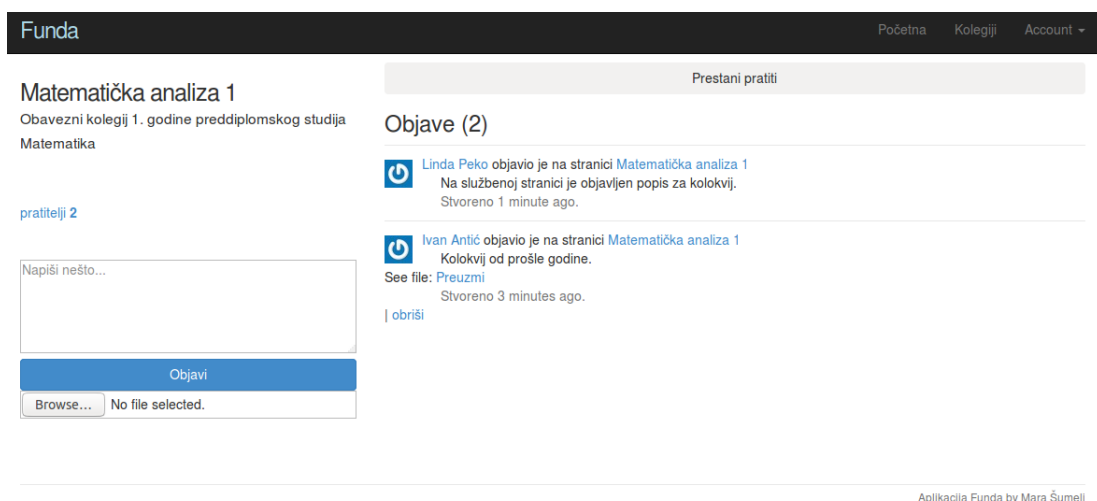 Funda
Početna Kolegiji Account
Matematička analiza 1
Obavezni kolegij 1. godine preddiplomskog studija
Matematika
pratitelji 2
Napiši nešto...
Objavi
Browse... No file selected.
Prestani pratiti
Objave (2)
Linda Peko objavio je na stranici Matematička analiza 1
Na službenoj stranici je objavljen popis za kolokvij.
Stvoreno 1 minute ago.
Ivan Antić objavio je na stranici Matematička analiza 1
Kolokvij od prošle godine.
See file: Preuzmi
Stvoreno 3 minutes ago.
| obriši
Aplikacija Funda by Mara Šumelj